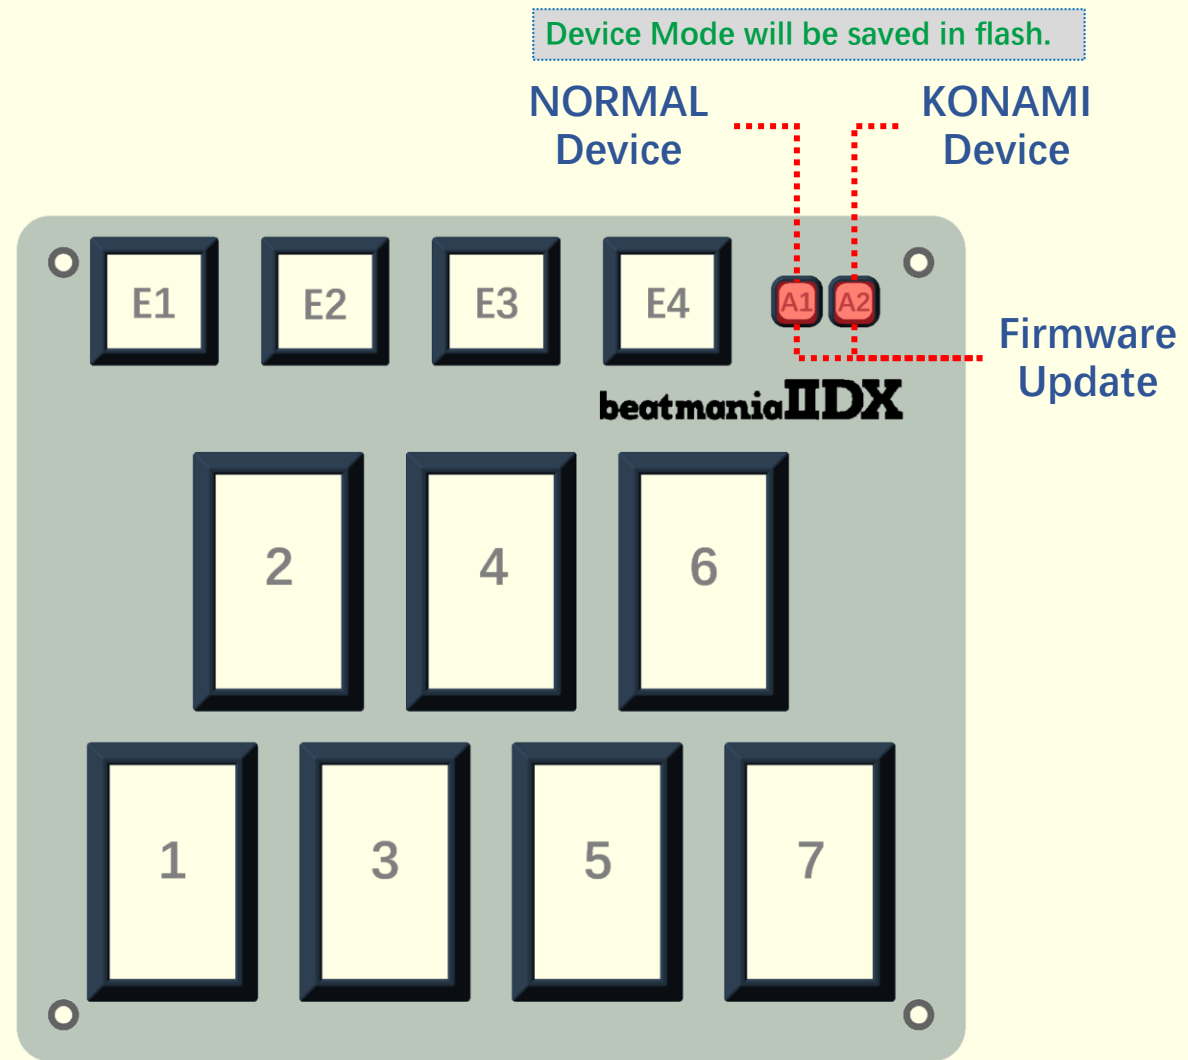 Device Mode will be saved in flash.
NORMAL
Device
KONAMI
Device
E1
E2
E3
E4
A1
A2
Firmware
Update
beatmaniaIIDX
2
4
6
1
3
5
7